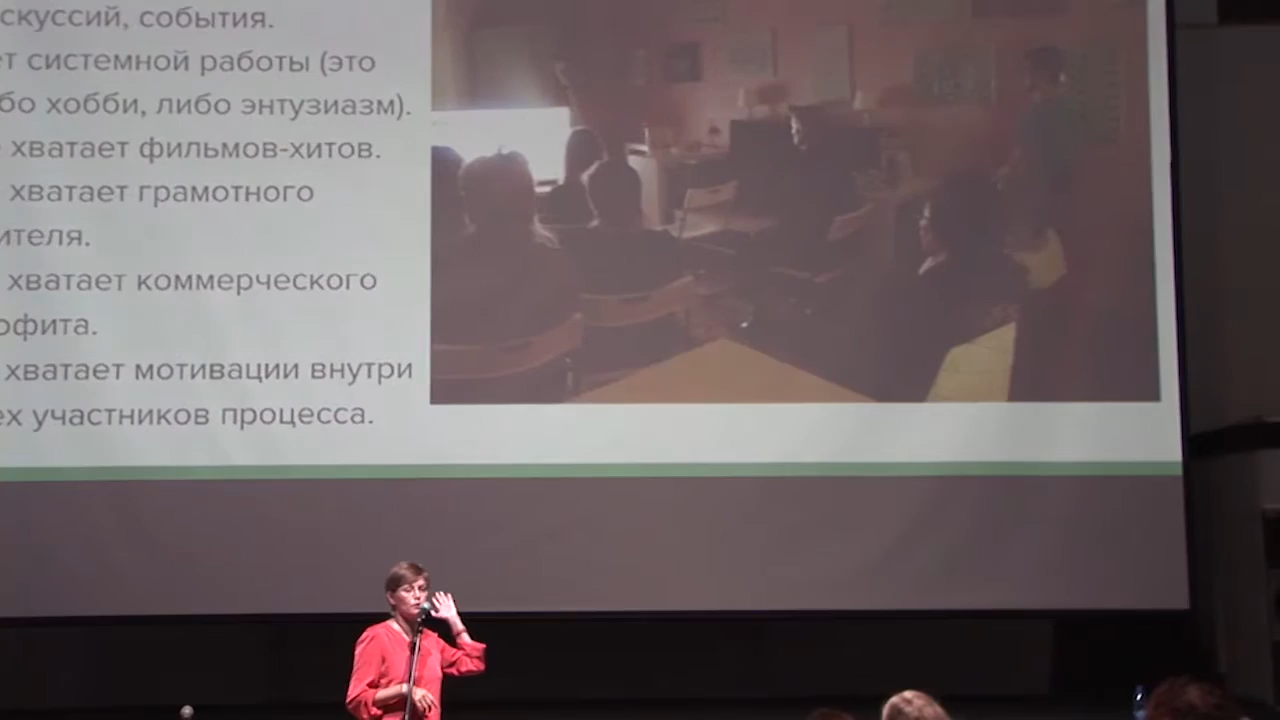 скуссий, события.
ет системной работы (это
бо хобби, либо энтузиазм).
хватает фильмов-хитов.
хватает грамотного
ителя.
хватает коммерческого
офита.
хватает мотивации внутри
ех участников процесса.